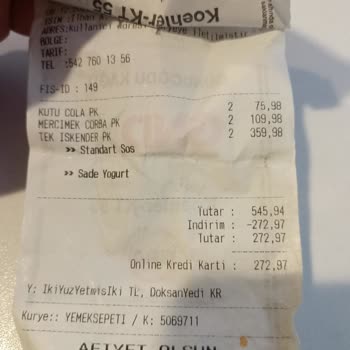 Koehler-KT 55
ADRES:Kullanici
BOLGE:
TARIF:
TEL :542 760 13 56
FIS-ID : 149
KUTU COLA PK 2 75,98
MERCIMEK CORBA PK 2 109,98
TEK ISKENDER PK 2 359,98
>> Standart Sos
>> Sade Yogurt
Yutar : 545,94
Indirim : -272,97
Tutar : 272,97
Online Kredi Karti : 272,97
Y: IkiYuzYetmisIki TL, DoksanYedi KR
Kurye:: YEMEKSEPETI / K: 5069711
AFIYET OLSUN